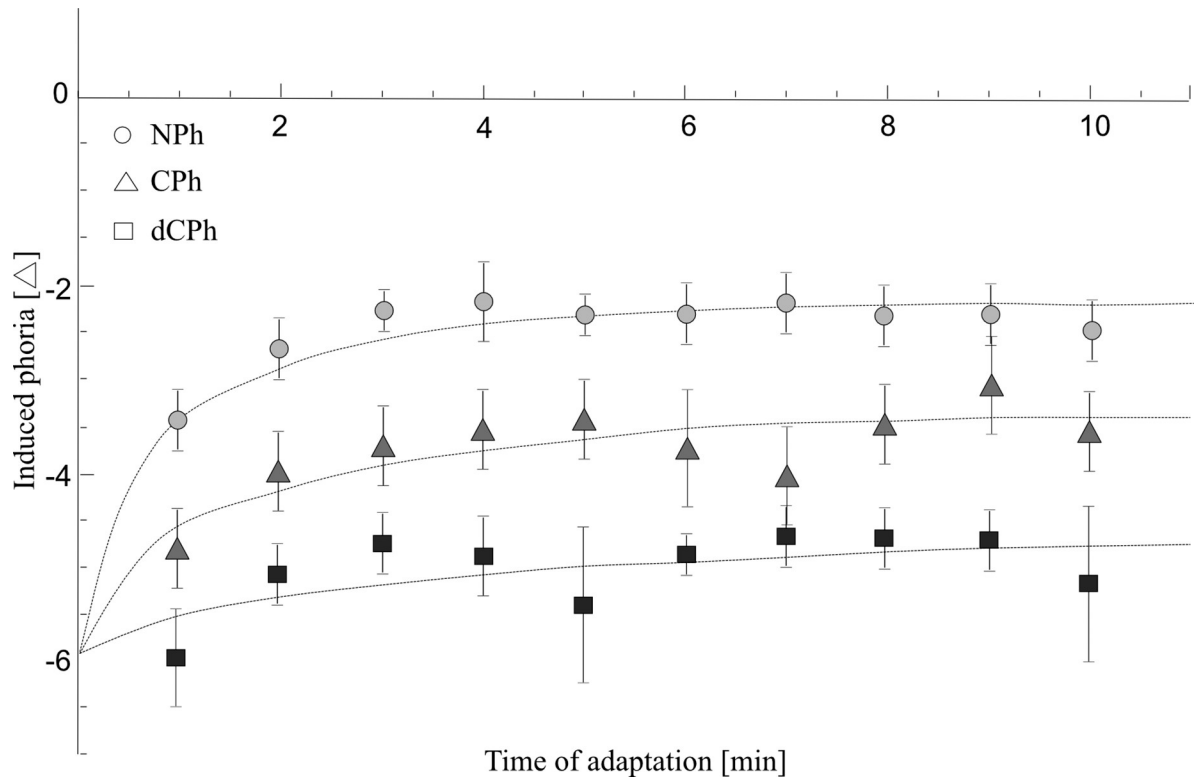 0
2 4 6 8 10
NPh
CPh
dCPh
-2
-4
-6
Induced phoria [△]
Time of adaptation [min]